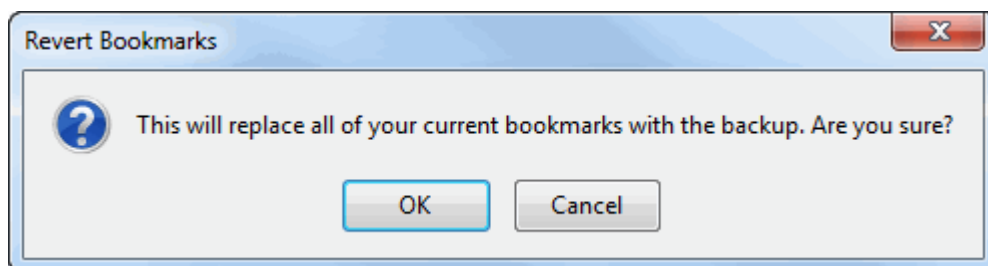 Revert Bookmarks
This will replace all of your current bookmarks with the backup. Are you sure?
OK Cancel